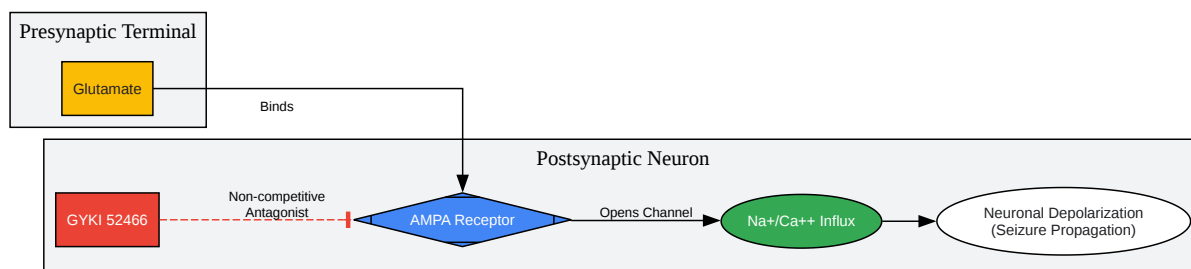 Presynaptic Terminal
Glutamate
Binds
Postsynaptic Neuron
GYKI 52466
Non-competitive
Antagonist
AMPA Receptor
Opens Channel
Na+/Ca++ Influx
Neuronal Depolarization
(Seizure Propagation)